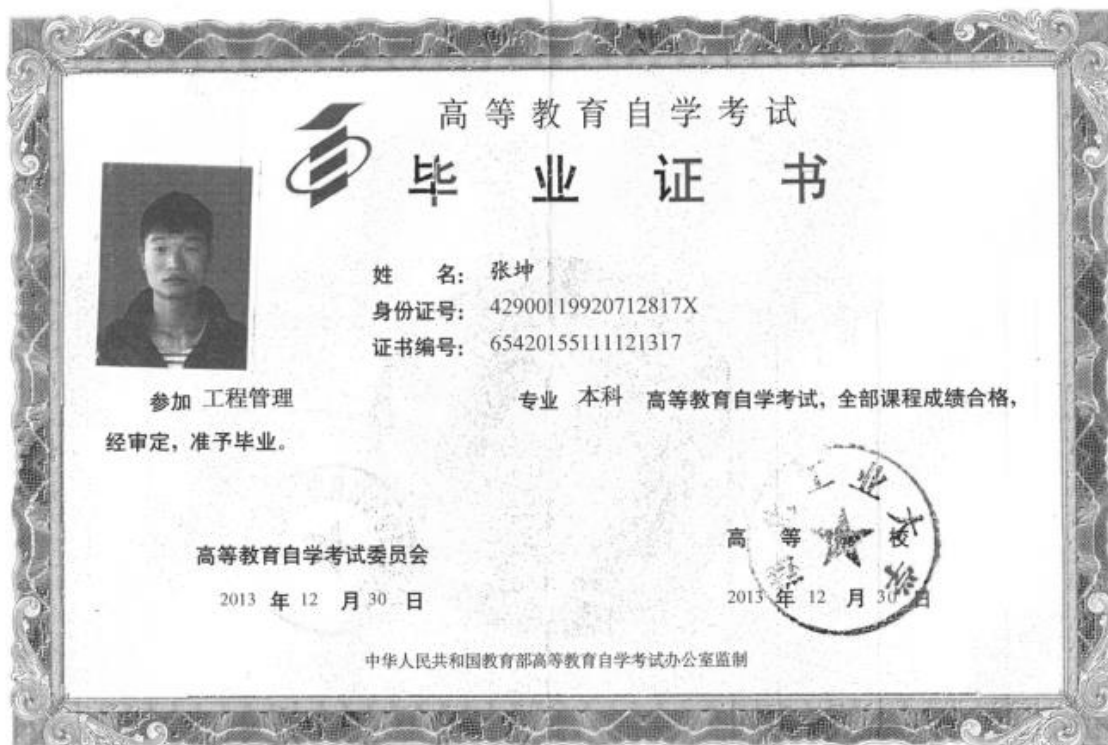 高等教育自学考试
毕业证书
姓 名: 张坤
身份证号: 42900119920712817X
证书编号: 65420155111121317
参加 工程管理 专业 本科 高等教育自学考试, 全部课程成绩合格,
经审定, 准予毕业。
工业大
高等 校
高等教育自学考试委员会
2013 年 12 月 30 日 2013 年 12 月 30 日
中华人民共和国教育部高等教育自学考试办公室监制